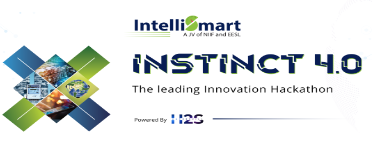 IntelliSmart
A JV of NIIF and EESL
INSTINCT 4.0
The leading Innovation Hackathon
Powered By H2S